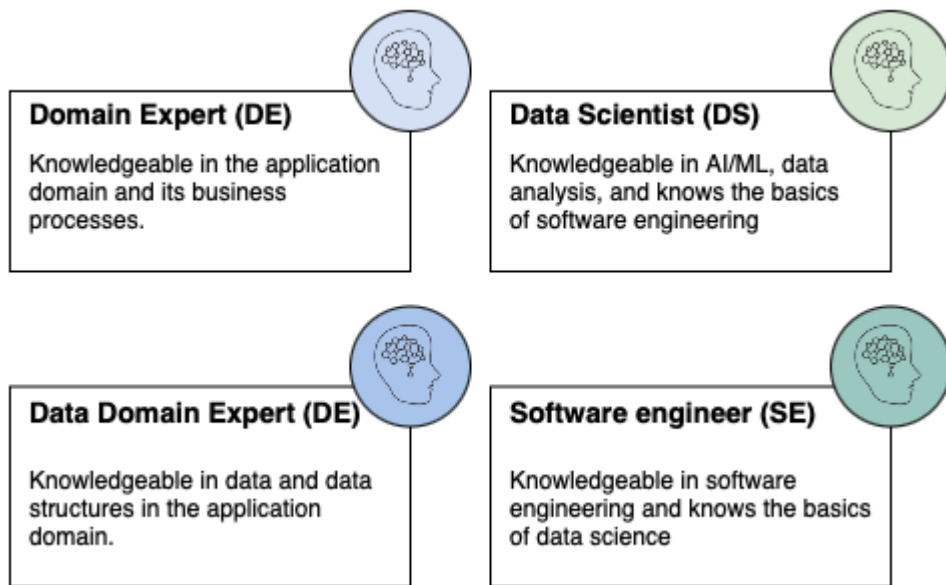 Domain Expert (DE)
Knowledgeable in the application
domain and its business
processes.
Data Scientist (DS)
Knowledgeable in AI/ML, data
analysis, and knows the basics
of software engineering
Data Domain Expert (DE)
Knowledgeable in data and data
structures in the application
domain.
Software engineer (SE)
Knowledgeable in software
engineering and knows the basics
of data science